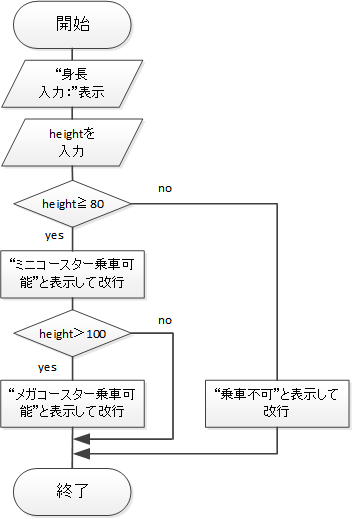 開始
“身長
入力：”表示
heightを
入力
height≧80
no
yes
“ミニコースター乗車可
能”と表示して改行
height＞100
no
yes
“メガコースター乗車可
能”と表示して改行
“乗車不可”と表示して
改行
終了